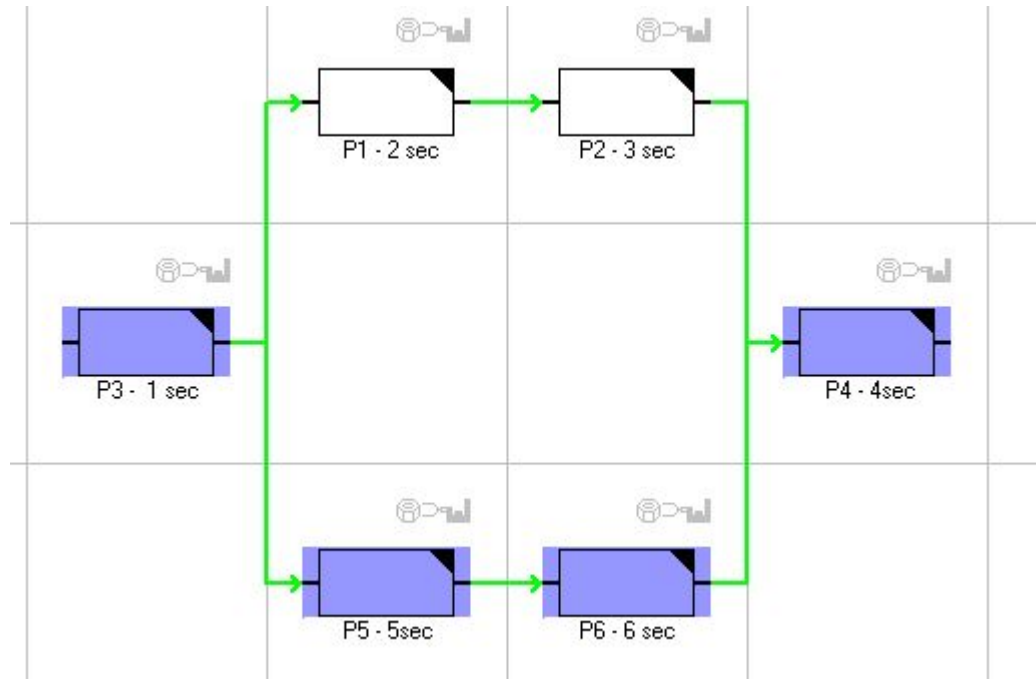 P1 - 2 sec
P2 - 3 sec
P3 -  1 sec
P4 - 4sec
P5 - 5sec
P6 - 6 sec